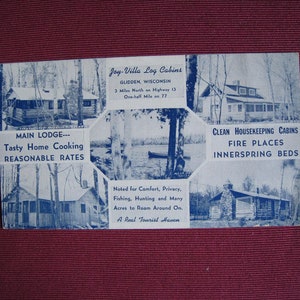 Joy-Villa Log Cabins
GLIDDEN, WISCONSIN
3 Miles North on Highway 13
One-half Mile on 77
MAIN LODGE---
Tasty Home Cooking
REASONABLE RATES
CLEAN HOUSEKEEPING CABINS
FIRE PLACES
INNERSPRING BEDS
Noted for Comfort, Privacy,
Fishing, Hunting and Many
Acres to Roam Around On.
A Real Tourist Haven